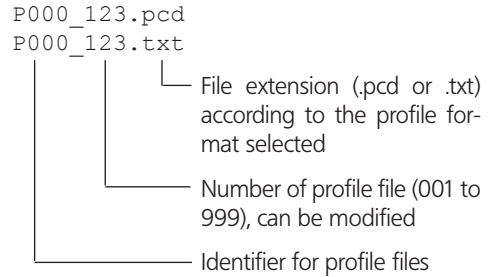 P000_123.pcd
P000_123.txt
File extension (.pcd or .txt)
according to the profile for-
mat selected
Number of profile file (001 to
999), can be modified
Identifier for profile files